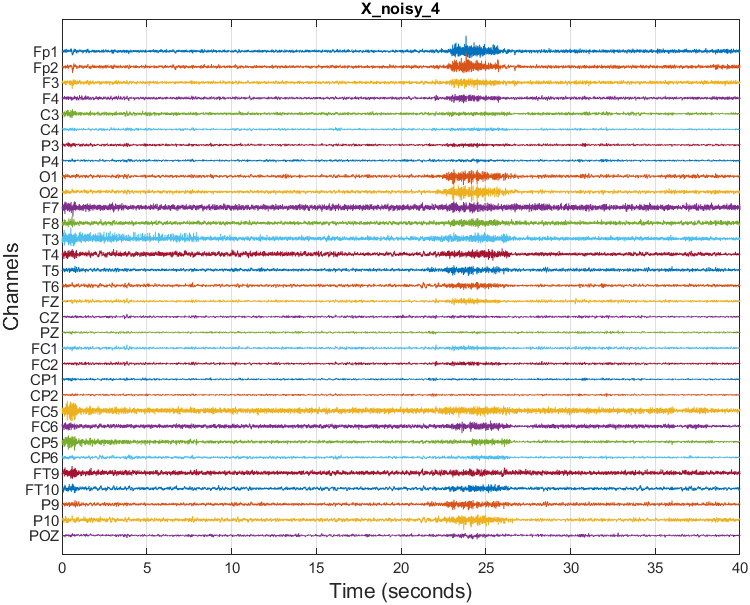 X_noisy_4
Fp1
Fp2
F3
F4
C3
C4
P3
P4
O1
O2
F7
F8
T3
T4
T5
T6
FZ
CZ
PZ
FC1
FC2
CP1
CP2
FC5
FC6
CP5
CP6
FT9
FT10
P9
P10
POZ
Channels
0 5 10 15 20 25 30 35 40
Time (seconds)